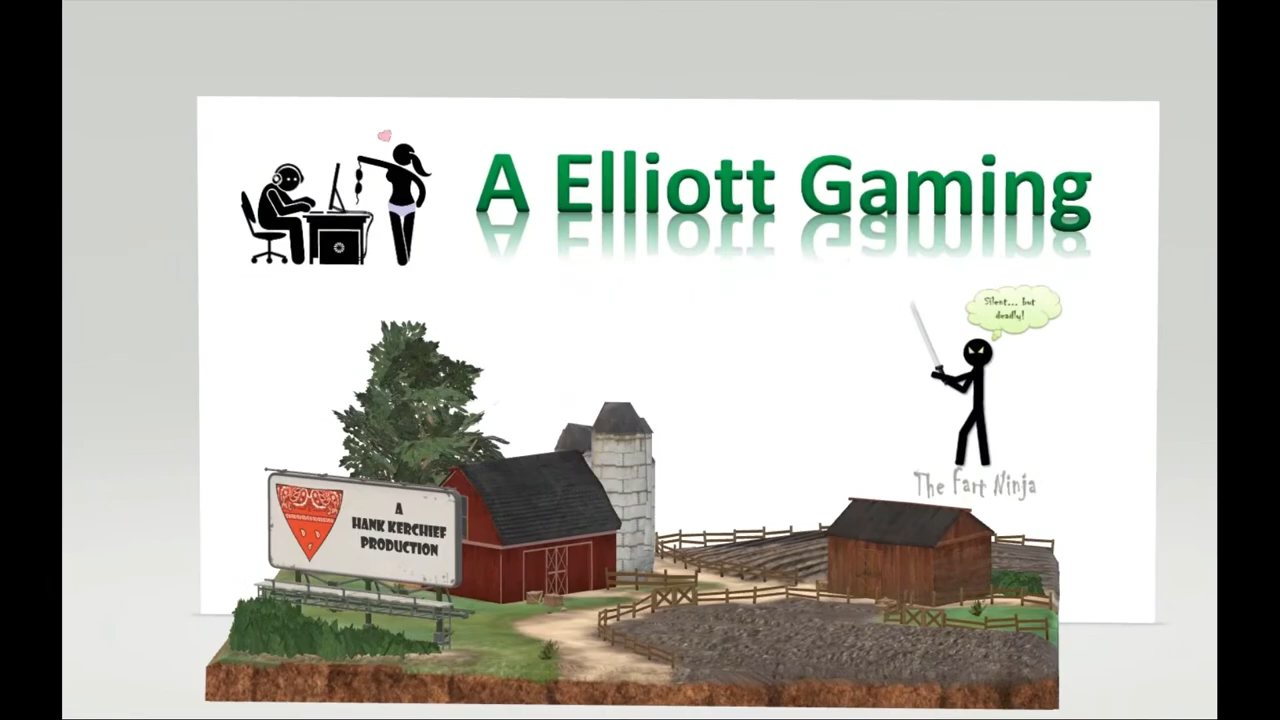 A Elliott Gaming
Silent... but
deadly!
The Fart Ninja
A
HANK KERCHIEF
PRODUCTION